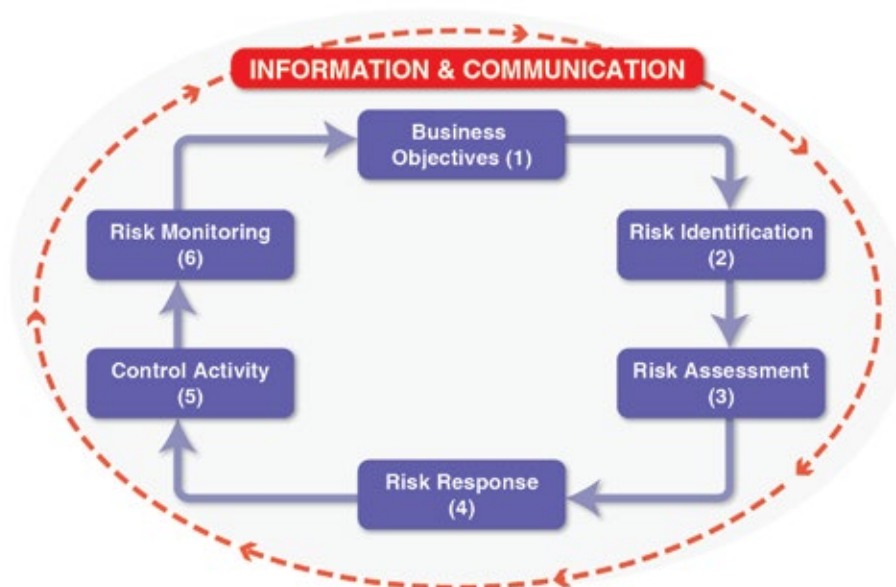 INFORMATION & COMMUNICATION
Business
Objectives (1)
Risk Identification
(2)
Risk Assessment
(3)
Risk Response
(4)
Control Activity
(5)
Risk Monitoring
(6)